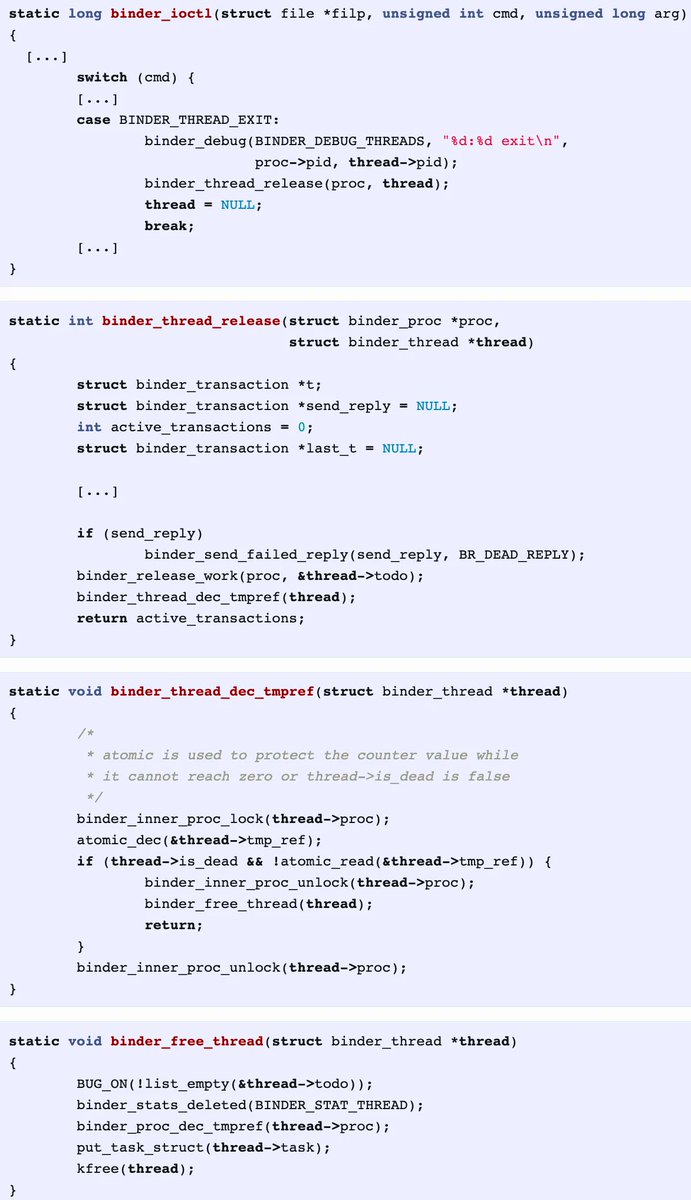 static long binder_ioctl(struct file *filp, unsigned int cmd, unsigned long arg)
{
  [...]
        switch (cmd) {
        [...]
        case BINDER_THREAD_EXIT:
                binder_debug(BINDER_DEBUG_THREADS, "%d:%d exit\n",
                             proc->pid, thread->pid);
                binder_thread_release(proc, thread);
                thread = NULL;
                break;
        [...]
}
static int binder_thread_release(struct binder_proc *proc,
                                 struct binder_thread *thread)
{
        struct binder_transaction *t;
        struct binder_transaction *send_reply = NULL;
        int active_transactions = 0;
        struct binder_transaction *last_t = NULL;

        [...]

        if (send_reply)
                binder_send_failed_reply(send_reply, BR_DEAD_REPLY);
        binder_release_work(proc, &thread->todo);
        binder_thread_dec_tmpref(thread);
        return active_transactions;
}
static void binder_thread_dec_tmpref(struct binder_thread *thread)
{
        /*
         * atomic is used to protect the counter value while
         * it cannot reach zero or thread->is_dead is false
         */
        binder_inner_proc_lock(thread->proc);
        atomic_dec(&thread->tmp_ref);
        if (thread->is_dead && !atomic_read(&thread->tmp_ref)) {
                binder_inner_proc_unlock(thread->proc);
                binder_free_thread(thread);
                return;
        }
        binder_inner_proc_unlock(thread->proc);
}
static void binder_free_thread(struct binder_thread *thread)
{
        BUG_ON(!list_empty(&thread->todo));
        binder_stats_deleted(BINDER_STAT_THREAD);
        binder_proc_dec_tmpref(thread->proc);
        put_task_struct(thread->task);
        kfree(thread);
}